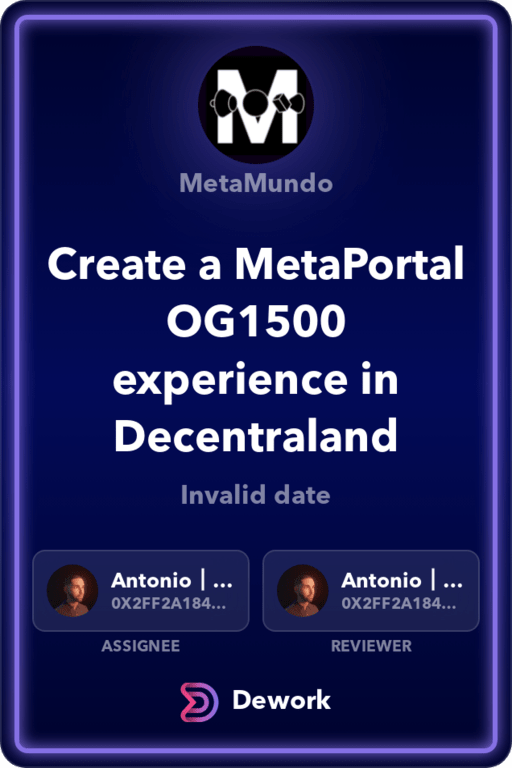 M
MetaMundo
Create a MetaPortal
OG1500
experience in
Decentraland
Invalid date
Antonio | ...
0X2FF2A184...
Antonio | ...
0X2FF2A184...
ASSIGNEE
REVIEWER
Dework